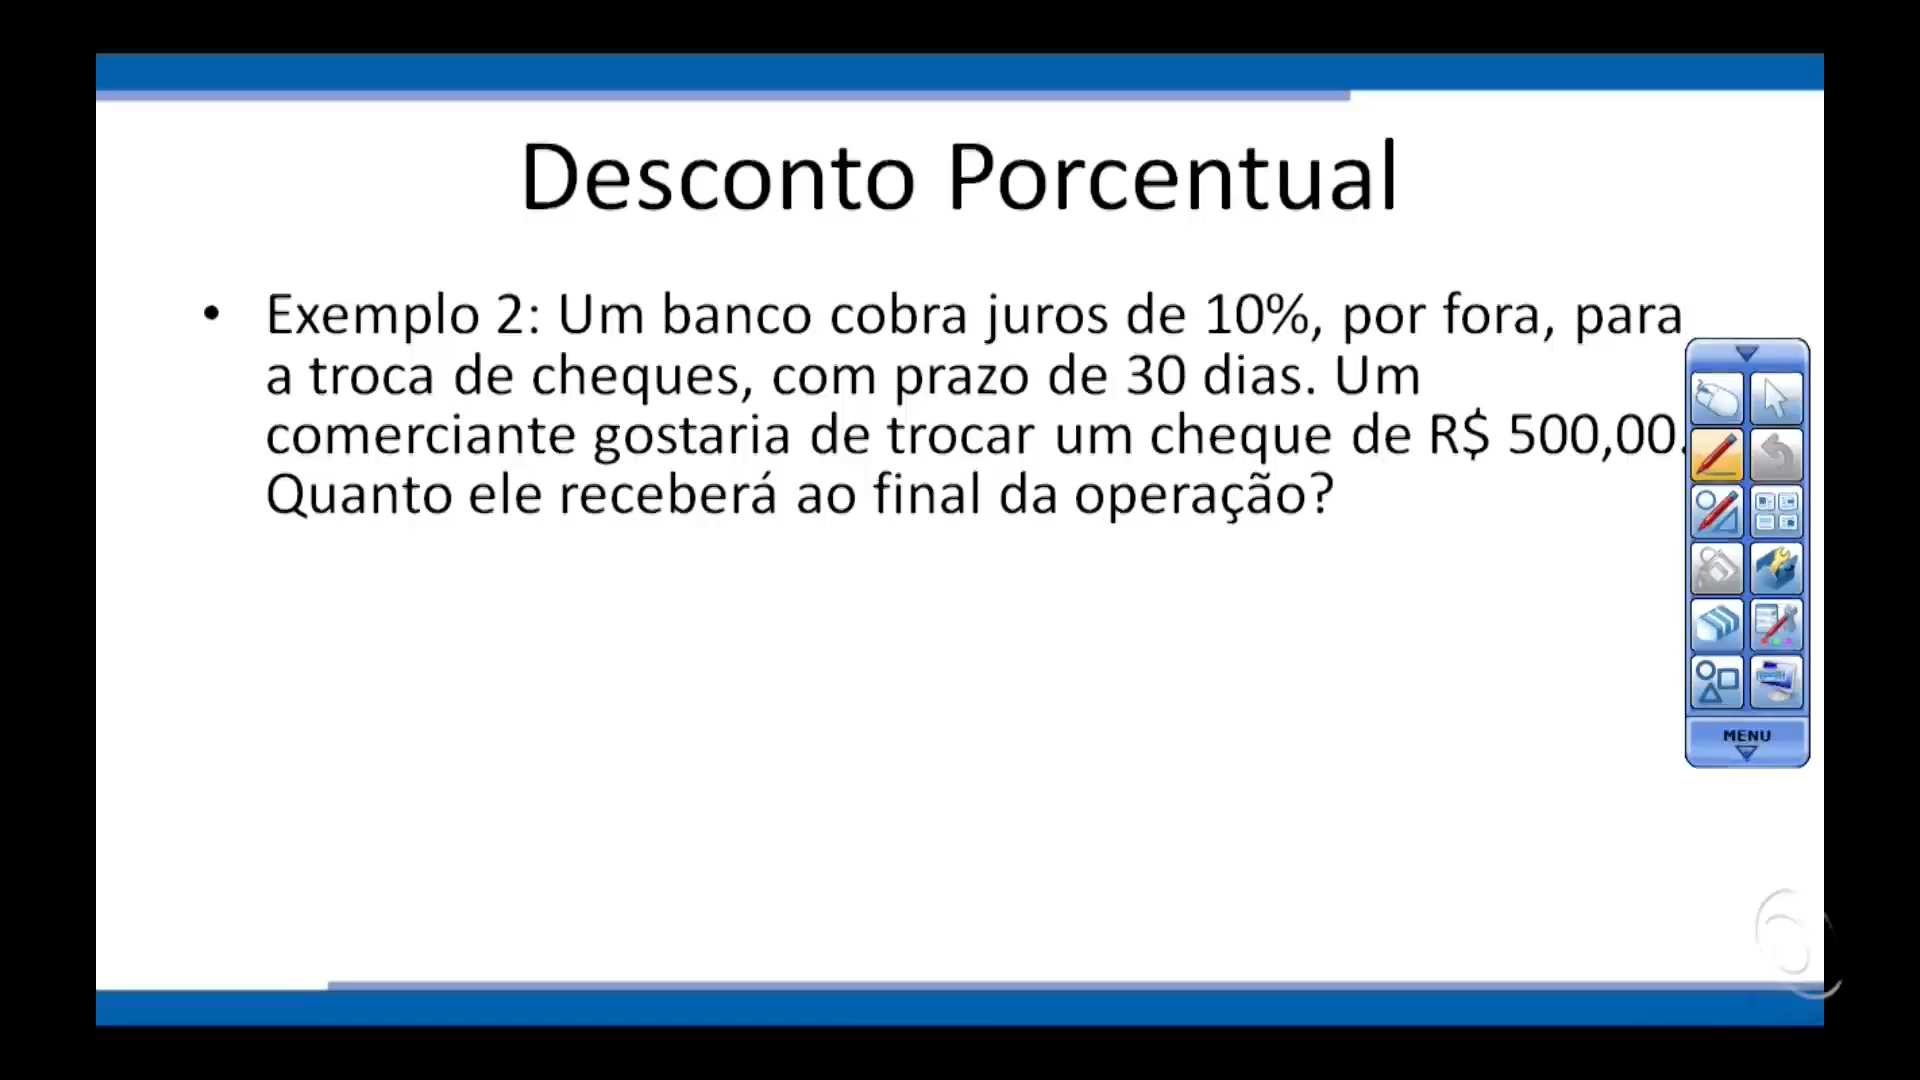 Desconto Porcentual
• Exemplo 2: Um banco cobra juros de 10%, por fora, para
a troca de cheques, com prazo de 30 dias. Um
comerciante gostaria de trocar um cheque de R$ 500,00.
Quanto ele receberá ao final da operação?
MENU